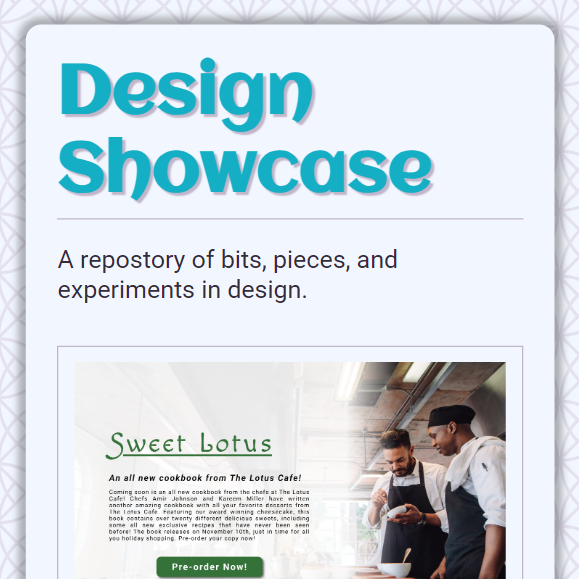 Design
Showcase
A repostory of bits, pieces, and
experiments in design.
Sweet Lotus
An all new cookbook from The Lotus Cafe!
Coming soon is an all new cookbook from the chefs at The Lotus
Cafe! Chefs Amir Johnson and Kareem Miller have written
another amazing cookbook with all your favorite desserts from
The Lotus Cafe. Featuring our award winning cheesecake, this
book contains over twenty different delicious sweets, including
some all new exclusive recipes that have never been seen
before! The book releases on November 10th, just in time for all
you holiday shopping. Pre-order your copy now!
Pre-order Now!